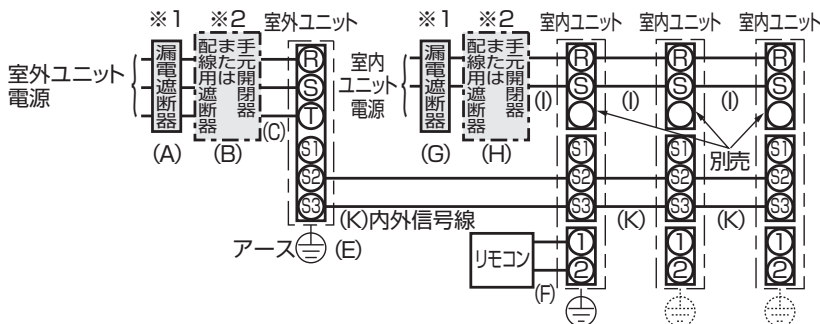 ※1
※2
室外ユニット
※1
※2
室内ユニット
室内ユニット
室内ユニット
室外ユニット
電源
漏電遮断器
手元開閉器
または
配線用遮断器
R
S
T
S1
S2
S3
(A)
(B)
(C)
室内
ユニット
電源
漏電遮断器
手元開閉器
または
配線用遮断器
(G)
(H)
(I)
(I)
(I)
R
S
R
S
R
S
別売
S1
S2
S3
S1
S2
S3
S1
S2
S3
(K)内外信号線
(K)
(K)
アース
(E)
リモコン
(F)
1
2
1
2
1
2